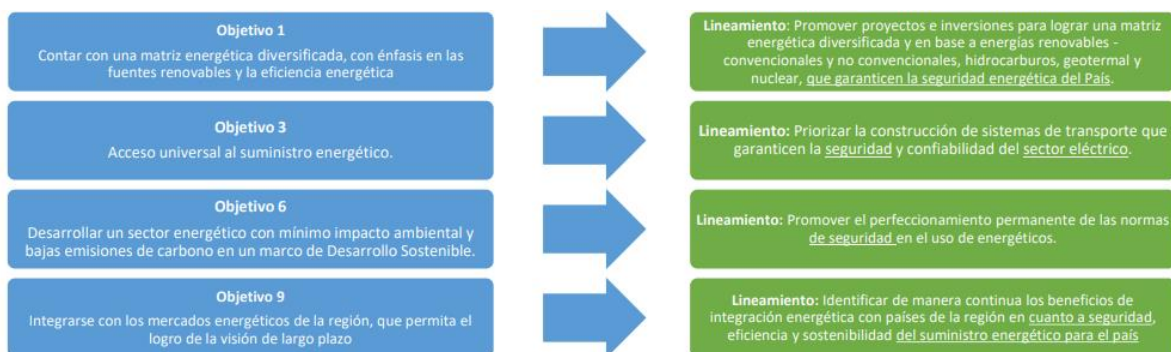 Objetivo 1
Contar con una matriz energética diversificada, con énfasis en las
fuentes renovables y la eficiencia energética
Lineamiento: Promover proyectos e inversiones para lograr una matriz
energética diversificada y en base a energías renovables -
convencionales y no convencionales, hidrocarburos, geotermal y
nuclear, que garanticen la seguridad energética del País.
Objetivo 3
Acceso universal al suministro energético.
Lineamiento: Priorizar la construcción de sistemas de transporte que
garanticen la seguridad y confiabilidad del sector eléctrico.
Objetivo 6
Desarrollar un sector energético con mínimo impacto ambiental y
bajas emisiones de carbono en un marco de Desarrollo Sostenible.
Lineamiento: Promover el perfeccionamiento permanente de las normas
de seguridad en el uso de energéticos.
Objetivo 9
Integrarse con los mercados energéticos de la región, que permita el
logro de la visión de largo plazo
Lineamiento: Identificar de manera continua los beneficios de
integración energética con países de la región en cuanto a seguridad,
eficiencia y sostenibilidad del suministro energético para el país